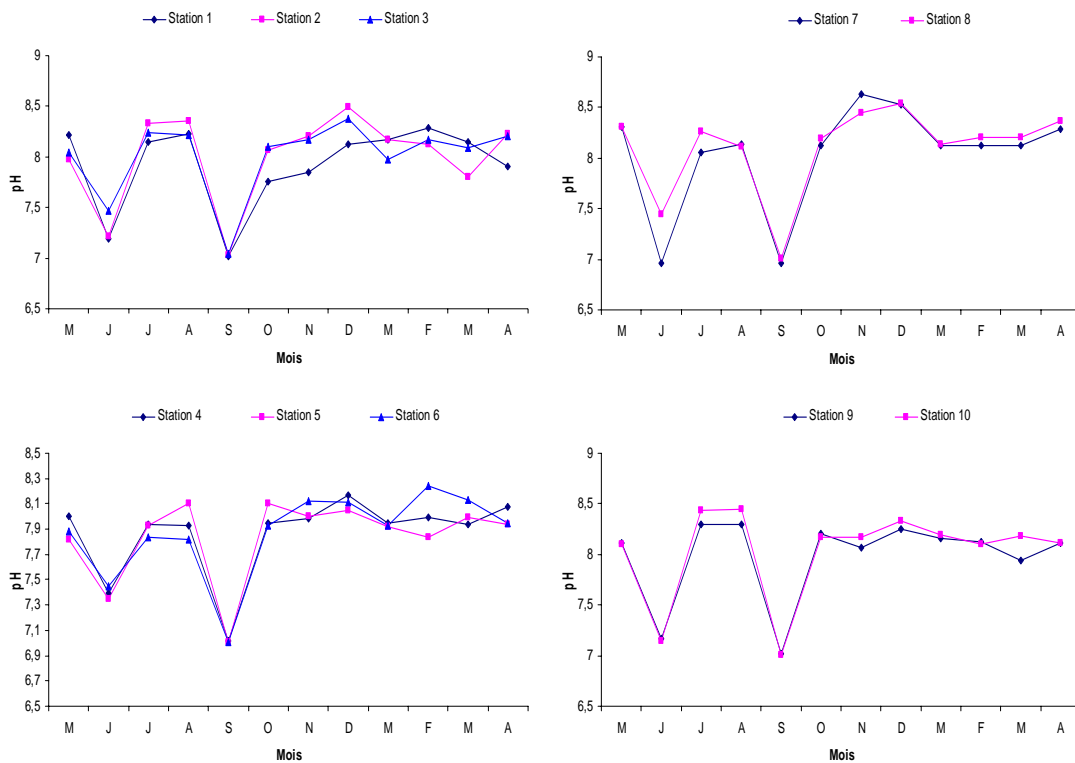 Station 1 Station 2 Station 3
9
8,5
8
7,5
7
6,5
pH
M J J A S O N D M F M A
Mois
Station 7 Station 8
9
8,5
8
7,5
7
6,5
pH
M J J A S O N D M F M A
Mois
Station 4 Station 5 Station 6
8,5
8,3
8,1
7,9
7,7
7,5
7,3
7,1
6,9
6,7
6,5
pH
M J J A S O N D M F M A
Mois
Station 9 Station 10
9
8,5
8
7,5
7
6,5
pH
M J J A S O N D M F M A
Mois